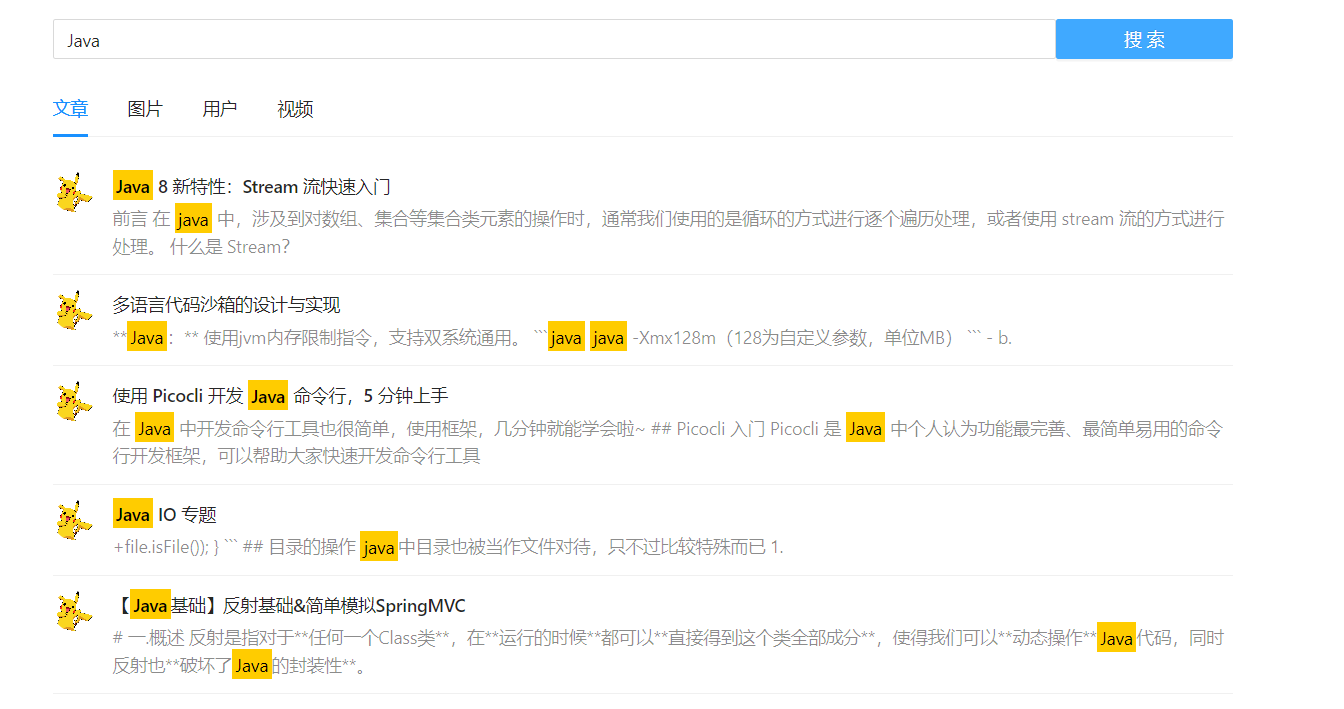 Java 搜 索
文章 图片 用户 视频
Java 8 新特性：Stream 流快速入门
前言 在 java 中，涉及到对数组、集合等集合类元素的操作时，通常我们使用的是循环的方式进行逐个遍历处理，或者使用 stream 流的方式进行
处理。 什么是 Stream？
多语言代码沙箱的设计与实现
**Java：** 使用jvm内存限制指令，支持双系统通用。 ```java java -Xmx128m（128为自定义参数，单位MB） ``` - b.
使用 Picocli 开发 Java 命令行，5 分钟上手
在 Java 中开发命令行工具也很简单，使用框架，几分钟就能学会啦~ ## Picocli 入门 Picocli 是 Java 中个人认为功能最完善、最简单易用的命令
行开发框架，可以帮助大家快速开发命令行工具
Java IO 专题
+file.isFile()); } ``` ## 目录的操作 java中目录也被当作文件对待，只不过比较特殊而已 1.
【Java基础】反射基础&简单模拟SpringMVC
# 一.概述 反射是指对于**任何一个Class类**，在**运行的时候**都可以**直接得到这个类全部成分**，使得我们可以**动态操作**Java代码，同时
反射也**破坏了Java的封装性**。